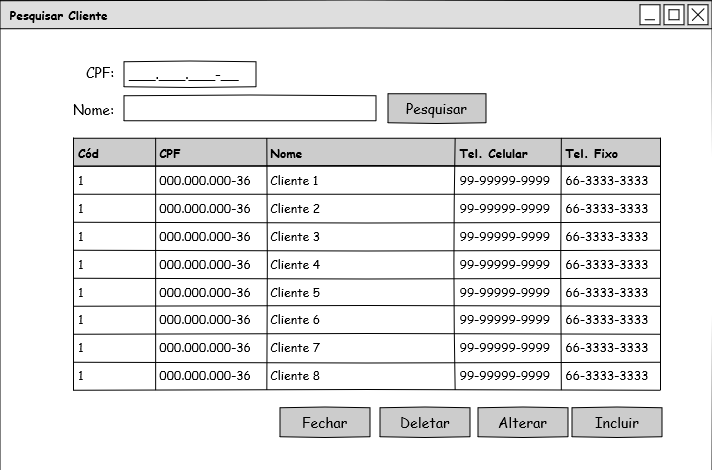 Pesquisar Cliente
CPF: ___.___.___-__
Nome:
Pesquisar
Cód CPF Nome Tel. Celular Tel. Fixo
1 000.000.000-36 Cliente 1 99-99999-9999 66-3333-3333
1 000.000.000-36 Cliente 2 99-99999-9999 66-3333-3333
1 000.000.000-36 Cliente 3 99-99999-9999 66-3333-3333
1 000.000.000-36 Cliente 4 99-99999-9999 66-3333-3333
1 000.000.000-36 Cliente 5 99-99999-9999 66-3333-3333
1 000.000.000-36 Cliente 6 99-99999-9999 66-3333-3333
1 000.000.000-36 Cliente 7 99-99999-9999 66-3333-3333
1 000.000.000-36 Cliente 8 99-99999-9999 66-3333-3333
Fechar Deletar Alterar Incluir